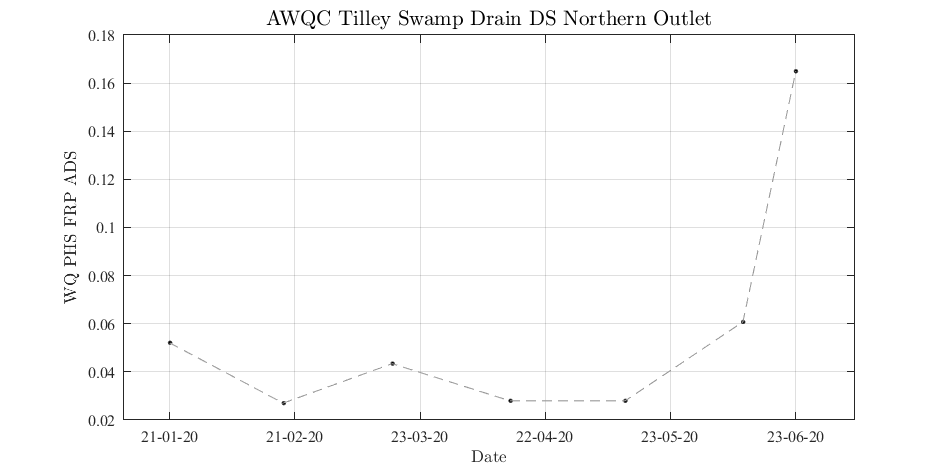 AWQC Tilley Swamp Drain DS Northern Outlet
0.18
0.16
0.14
0.12
0.1
0.08
0.06
0.04
0.02
WQ PHS FRP ADS
21-01-20 21-02-20 23-03-20 22-04-20 23-05-20 23-06-20
Date